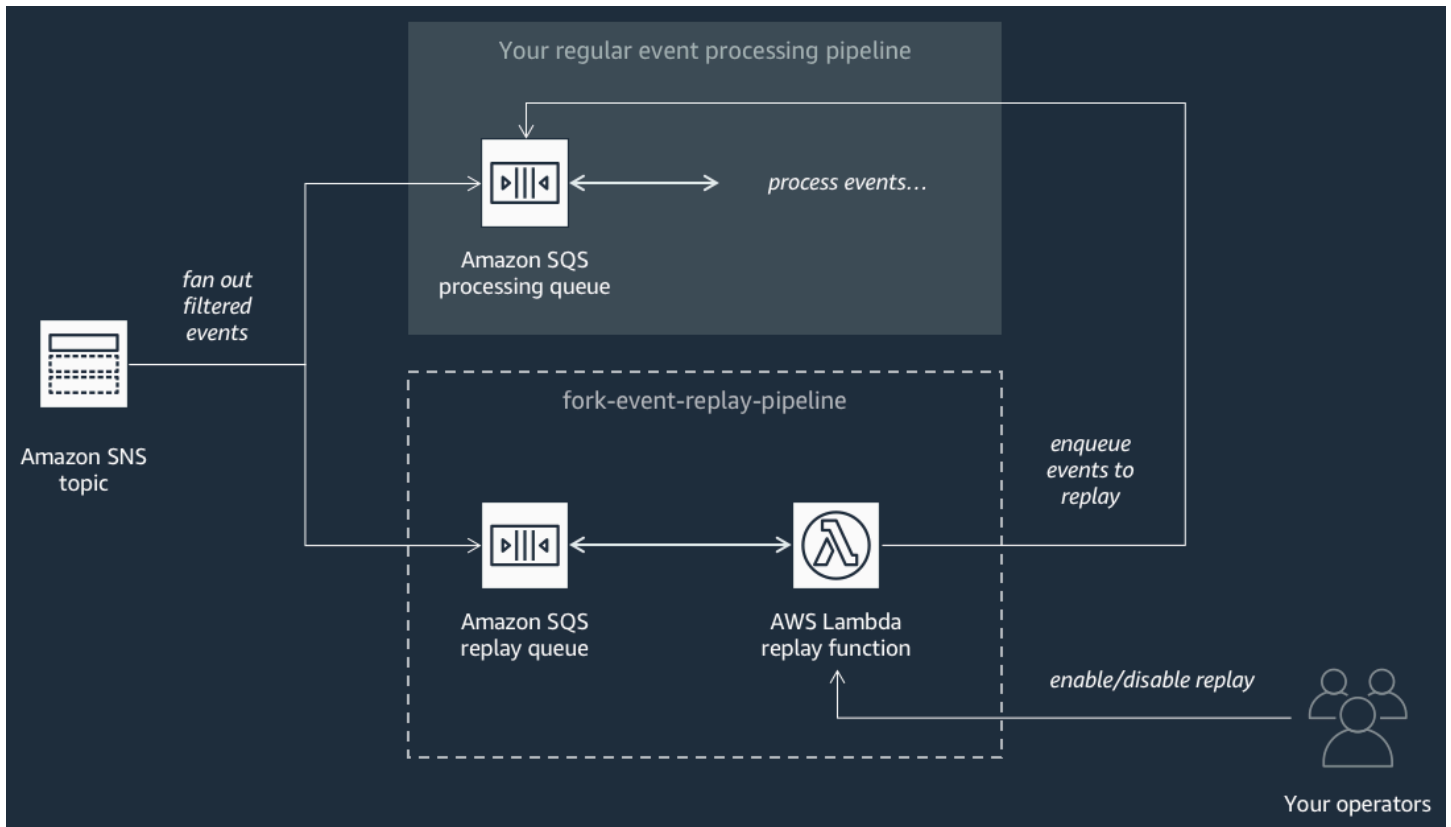 Your regular event processing pipeline
process events...
Amazon SQS
processing queue
fan out
filtered
events
Amazon SNS
topic
fork-event-replay-pipeline
enqueue
events to
replay
Amazon SQS
replay queue
AWS Lambda
replay function
enable/disable replay
Your operators